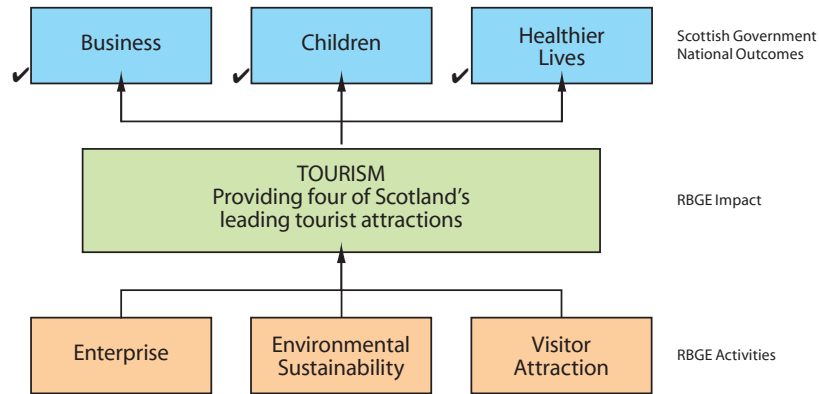 Business
Children
Healthier
Lives
Scottish Government
National Outcomes
✔
✔
✔
TOURISM
Providing four of Scotland's
leading tourist attractions
RBGE Impact
Enterprise
Environmental
Sustainability
Visitor
Attraction
RBGE Activities